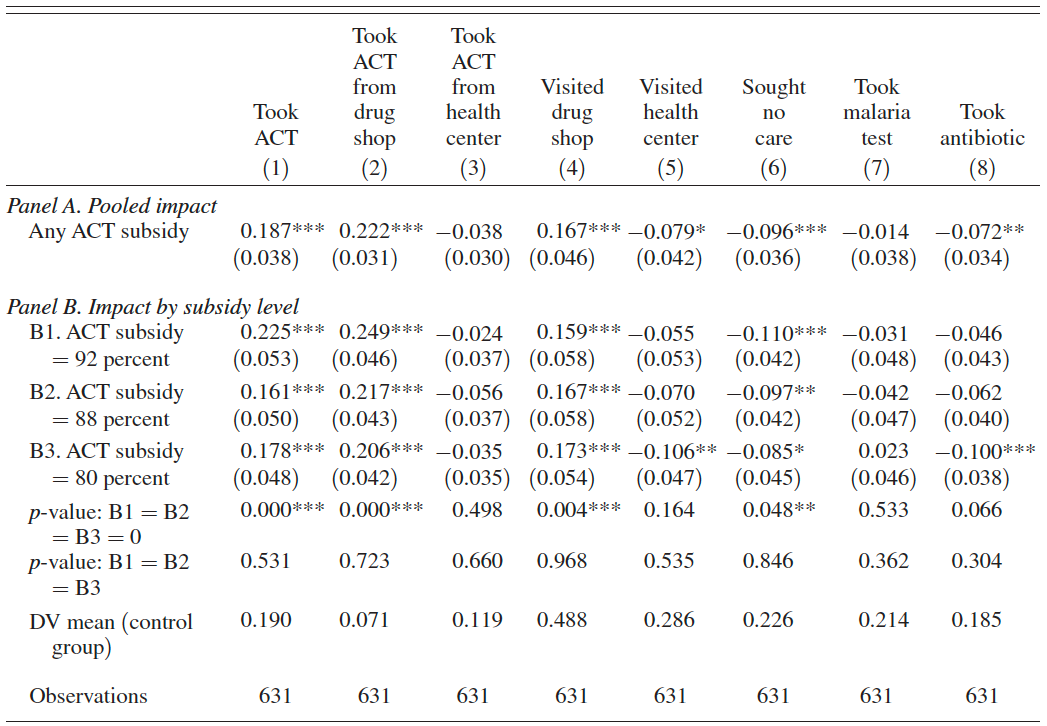 Took Took
ACT ACT
from from Visited Visited Sought Took
Took drug health drug health no malaria Took
ACT shop center shop center care test antibiotic
(1) (2) (3) (4) (5) (6) (7) (8)
Panel A. Pooled impact
Any ACT subsidy 0.187*** 0.222*** −0.038 0.167*** −0.079* −0.096*** −0.014 −0.072**
(0.038) (0.031) (0.030) (0.046) (0.042) (0.036) (0.038) (0.034)
Panel B. Impact by subsidy level
B1. ACT subsidy 0.225*** 0.249*** −0.024 0.159*** −0.055 −0.110*** −0.031 −0.046
= 92 percent (0.053) (0.046) (0.037) (0.058) (0.053) (0.042) (0.048) (0.043)
B2. ACT subsidy 0.161*** 0.217*** −0.056 0.167*** −0.070 −0.097** −0.042 −0.062
= 88 percent (0.050) (0.043) (0.037) (0.058) (0.052) (0.042) (0.047) (0.040)
B3. ACT subsidy 0.178*** 0.206*** −0.035 0.173*** −0.106** −0.085* 0.023 −0.100***
= 80 percent (0.048) (0.042) (0.035) (0.054) (0.047) (0.045) (0.046) (0.038)
p-value: B1 = B2 0.000*** 0.000*** 0.498 0.004*** 0.164 0.048** 0.533 0.066
= B3 = 0
p-value: B1 = B2 0.531 0.723 0.660 0.968 0.535 0.846 0.362 0.304
= B3
DV mean (control 0.190 0.071 0.119 0.488 0.286 0.226 0.214 0.185
group)
Observations 631 631 631 631 631 631 631 631